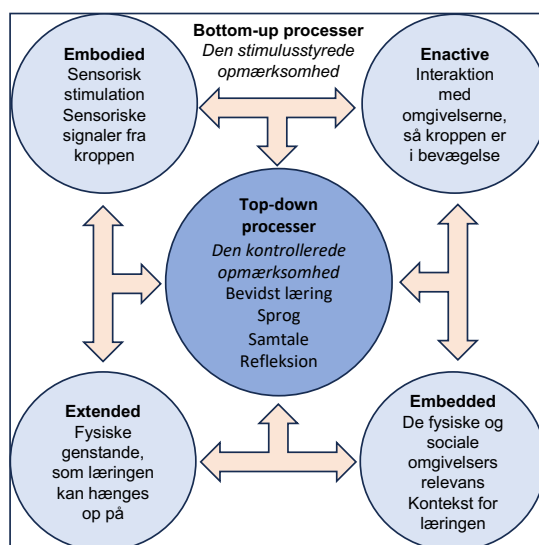 Embodied
Sensorisk
stimulation
Sensoriske
signaler fra
kroppen
Bottom-up processer
Den stimulusstyrede
opmærksomhed
Enactive
Interaktion
med
omgivelserne,
så kroppen er
i bevægelse
Top-down
processer
Den kontrollerede
opmærksomhed
Bevidst læring
Sprog
Samtale
Refleksion
Extended
Fysiske
genstande,
som læringen
kan hænges
op på
Embedded
De fysiske og
sociale
omgivelsers
relevans
Kontekst for
læringen